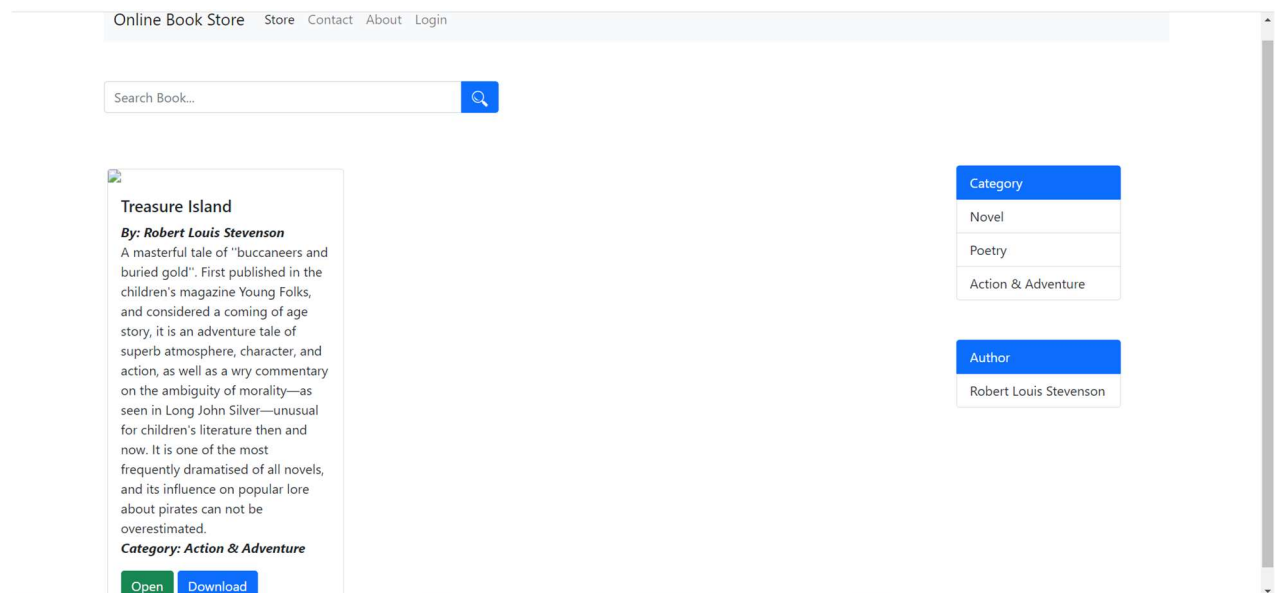 Online Book Store Store Contact About Login
Search Book...
Treasure Island
By: Robert Louis Stevenson
A masterful tale of ''buccaneers and
buried gold''. First published in the
children's magazine Young Folks,
and considered a coming of age
story, it is an adventure tale of
superb atmosphere, character, and
action, as well as a wry commentary
on the ambiguity of morality—as
seen in Long John Silver—unusual
for children's literature then and
now. It is one of the most
frequently dramatised of all novels,
and its influence on popular lore
about pirates can not be
overestimated.
Category: Action & Adventure
Open Download
Category
Novel
Poetry
Action & Adventure
Author
Robert Louis Stevenson